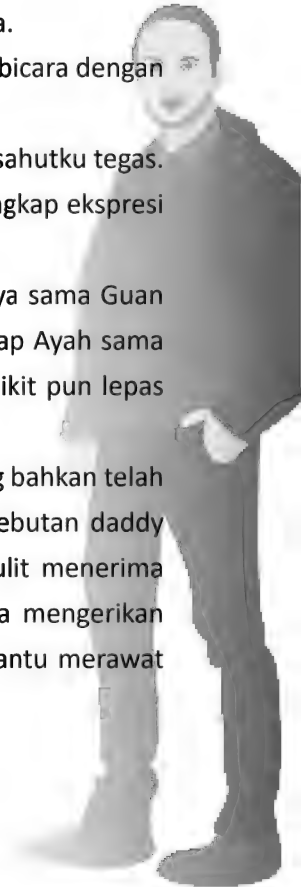 a.
bicara dengan
sahutku tegas.
gkap ekspresi
ya sama Guan
ap Ayah sama
ikit pun lepas
g bahkan telah
ebutan daddy
ulit menerima
a mengerikan
antu merawat